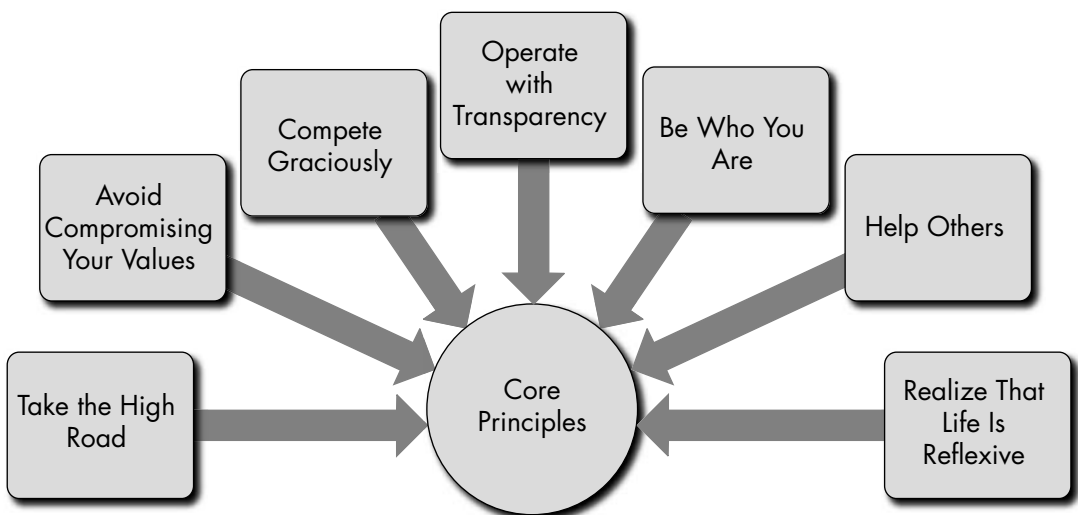 Take the High
Road
Avoid
Compromising
Your Values
Compete
Graciously
Operate
with
Transparency
Be Who You
Are
Help Others
Realize That
Life Is
Reflexive
Core
Principles